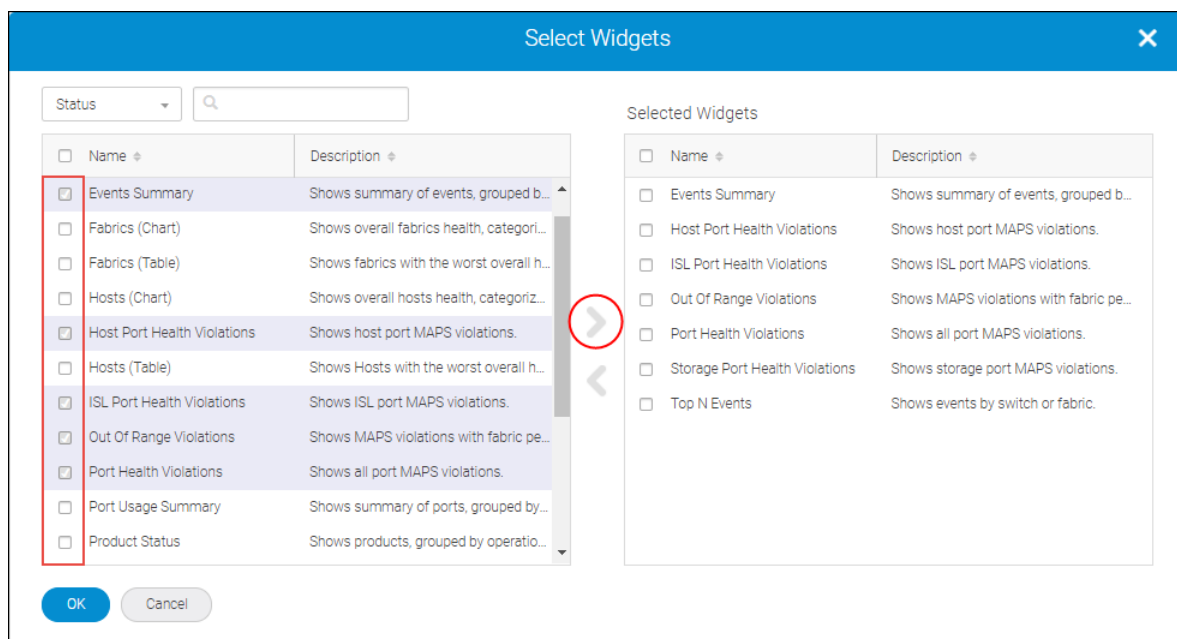 Select Widgets
Status
Selected Widgets
Name Description
Events Summary Shows summary of events, grouped b...
Fabrics (Chart) Shows overall fabrics health, categori...
Fabrics (Table) Shows fabrics with the worst overall h...
Hosts (Chart) Shows overall hosts health, categoriz...
Host Port Health Violations Shows host port MAPS violations.
Hosts (Table) Shows Hosts with the worst overall h...
ISL Port Health Violations Shows ISL port MAPS violations.
Out Of Range Violations Shows MAPS violations with fabric pe...
Port Health Violations Shows all port MAPS violations.
Port Usage Summary Shows summary of ports, grouped by...
Product Status Shows products, grouped by operatio...
Name Description
Events Summary Shows summary of events, grouped b...
Host Port Health Violations Shows host port MAPS violations.
ISL Port Health Violations Shows ISL port MAPS violations.
Out Of Range Violations Shows MAPS violations with fabric pe...
Port Health Violations Shows all port MAPS violations.
Storage Port Health Violations Shows storage port MAPS violations.
Top N Events Shows events by switch or fabric.
OK Cancel